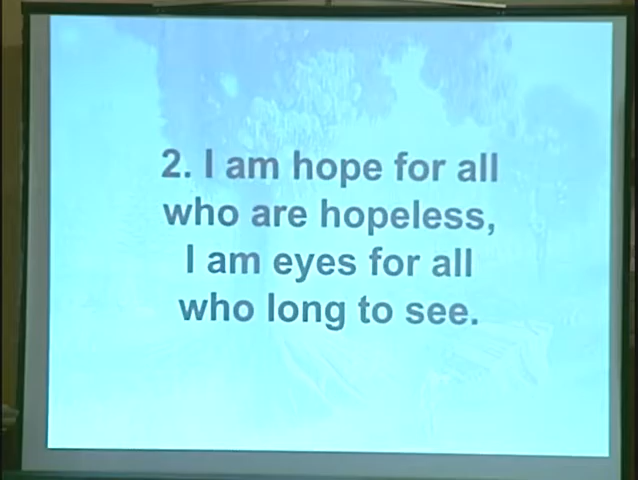 2. I am hope for all
who are hopeless,
I am eyes for all
who long to see.